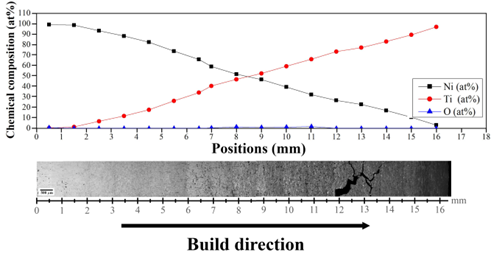 Chemical composition (at%)
110
100
90
80
70
60
50
40
30
20
10
0
Ni (at%)
Ti (at%)
O (at%)
0 1 2 3 4 5 6 7 8 9 10 11 12 13 14 15 16 17 18
Positions (mm)
0 1 2 3 4 5 6 7 8 9 10 11 12 13 14 15 16 mm
Build direction